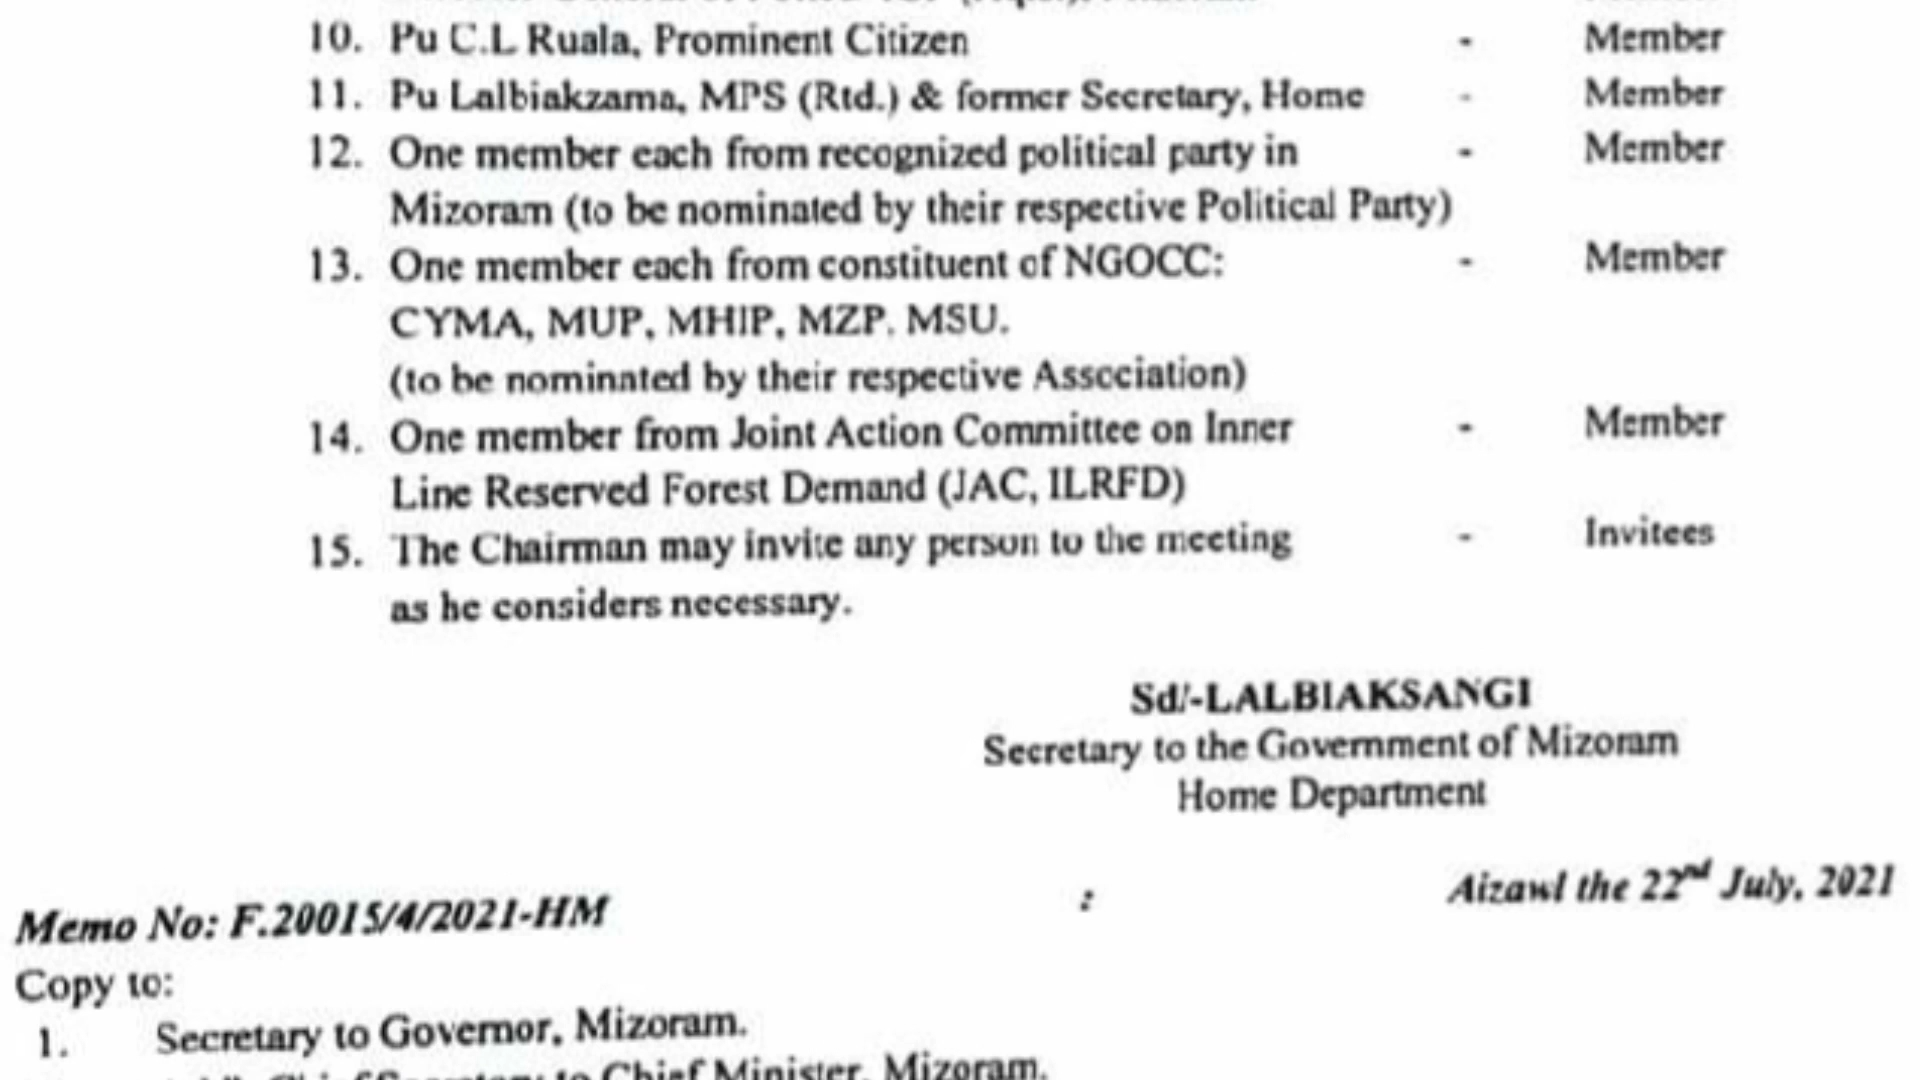 10. Pu C.L Ruala, Prominent Citizen - Member
11. Pu Lalbiakzama, MPS (Rtd.) & former Secretary, Home - Member
12. One member each from recognized political party in - Member
Mizoram (to be nominated by their respective Political Party)
13. One member each from constituent of NGOCC: - Member
CYMA, MUP, MHIP, MZP. MSU.
(to be nominated by their respective Association)
14. One member from Joint Action Committee on Inner - Member
Line Reserved Forest Demand (JAC, ILRFD)
15. The Chairman may invite any person to the meeting - Invitees
as he considers necessary.
Sd/-LALBIAKSANGI
Secretary to the Government of Mizoram
Home Department
Memo No: F.20015/4/2021-HM : Aizawl the 22nd July, 2021
Copy to:
1. Secretary to Governor, Mizoram.
Chief Secretary to Chief Minister, Mizoram.